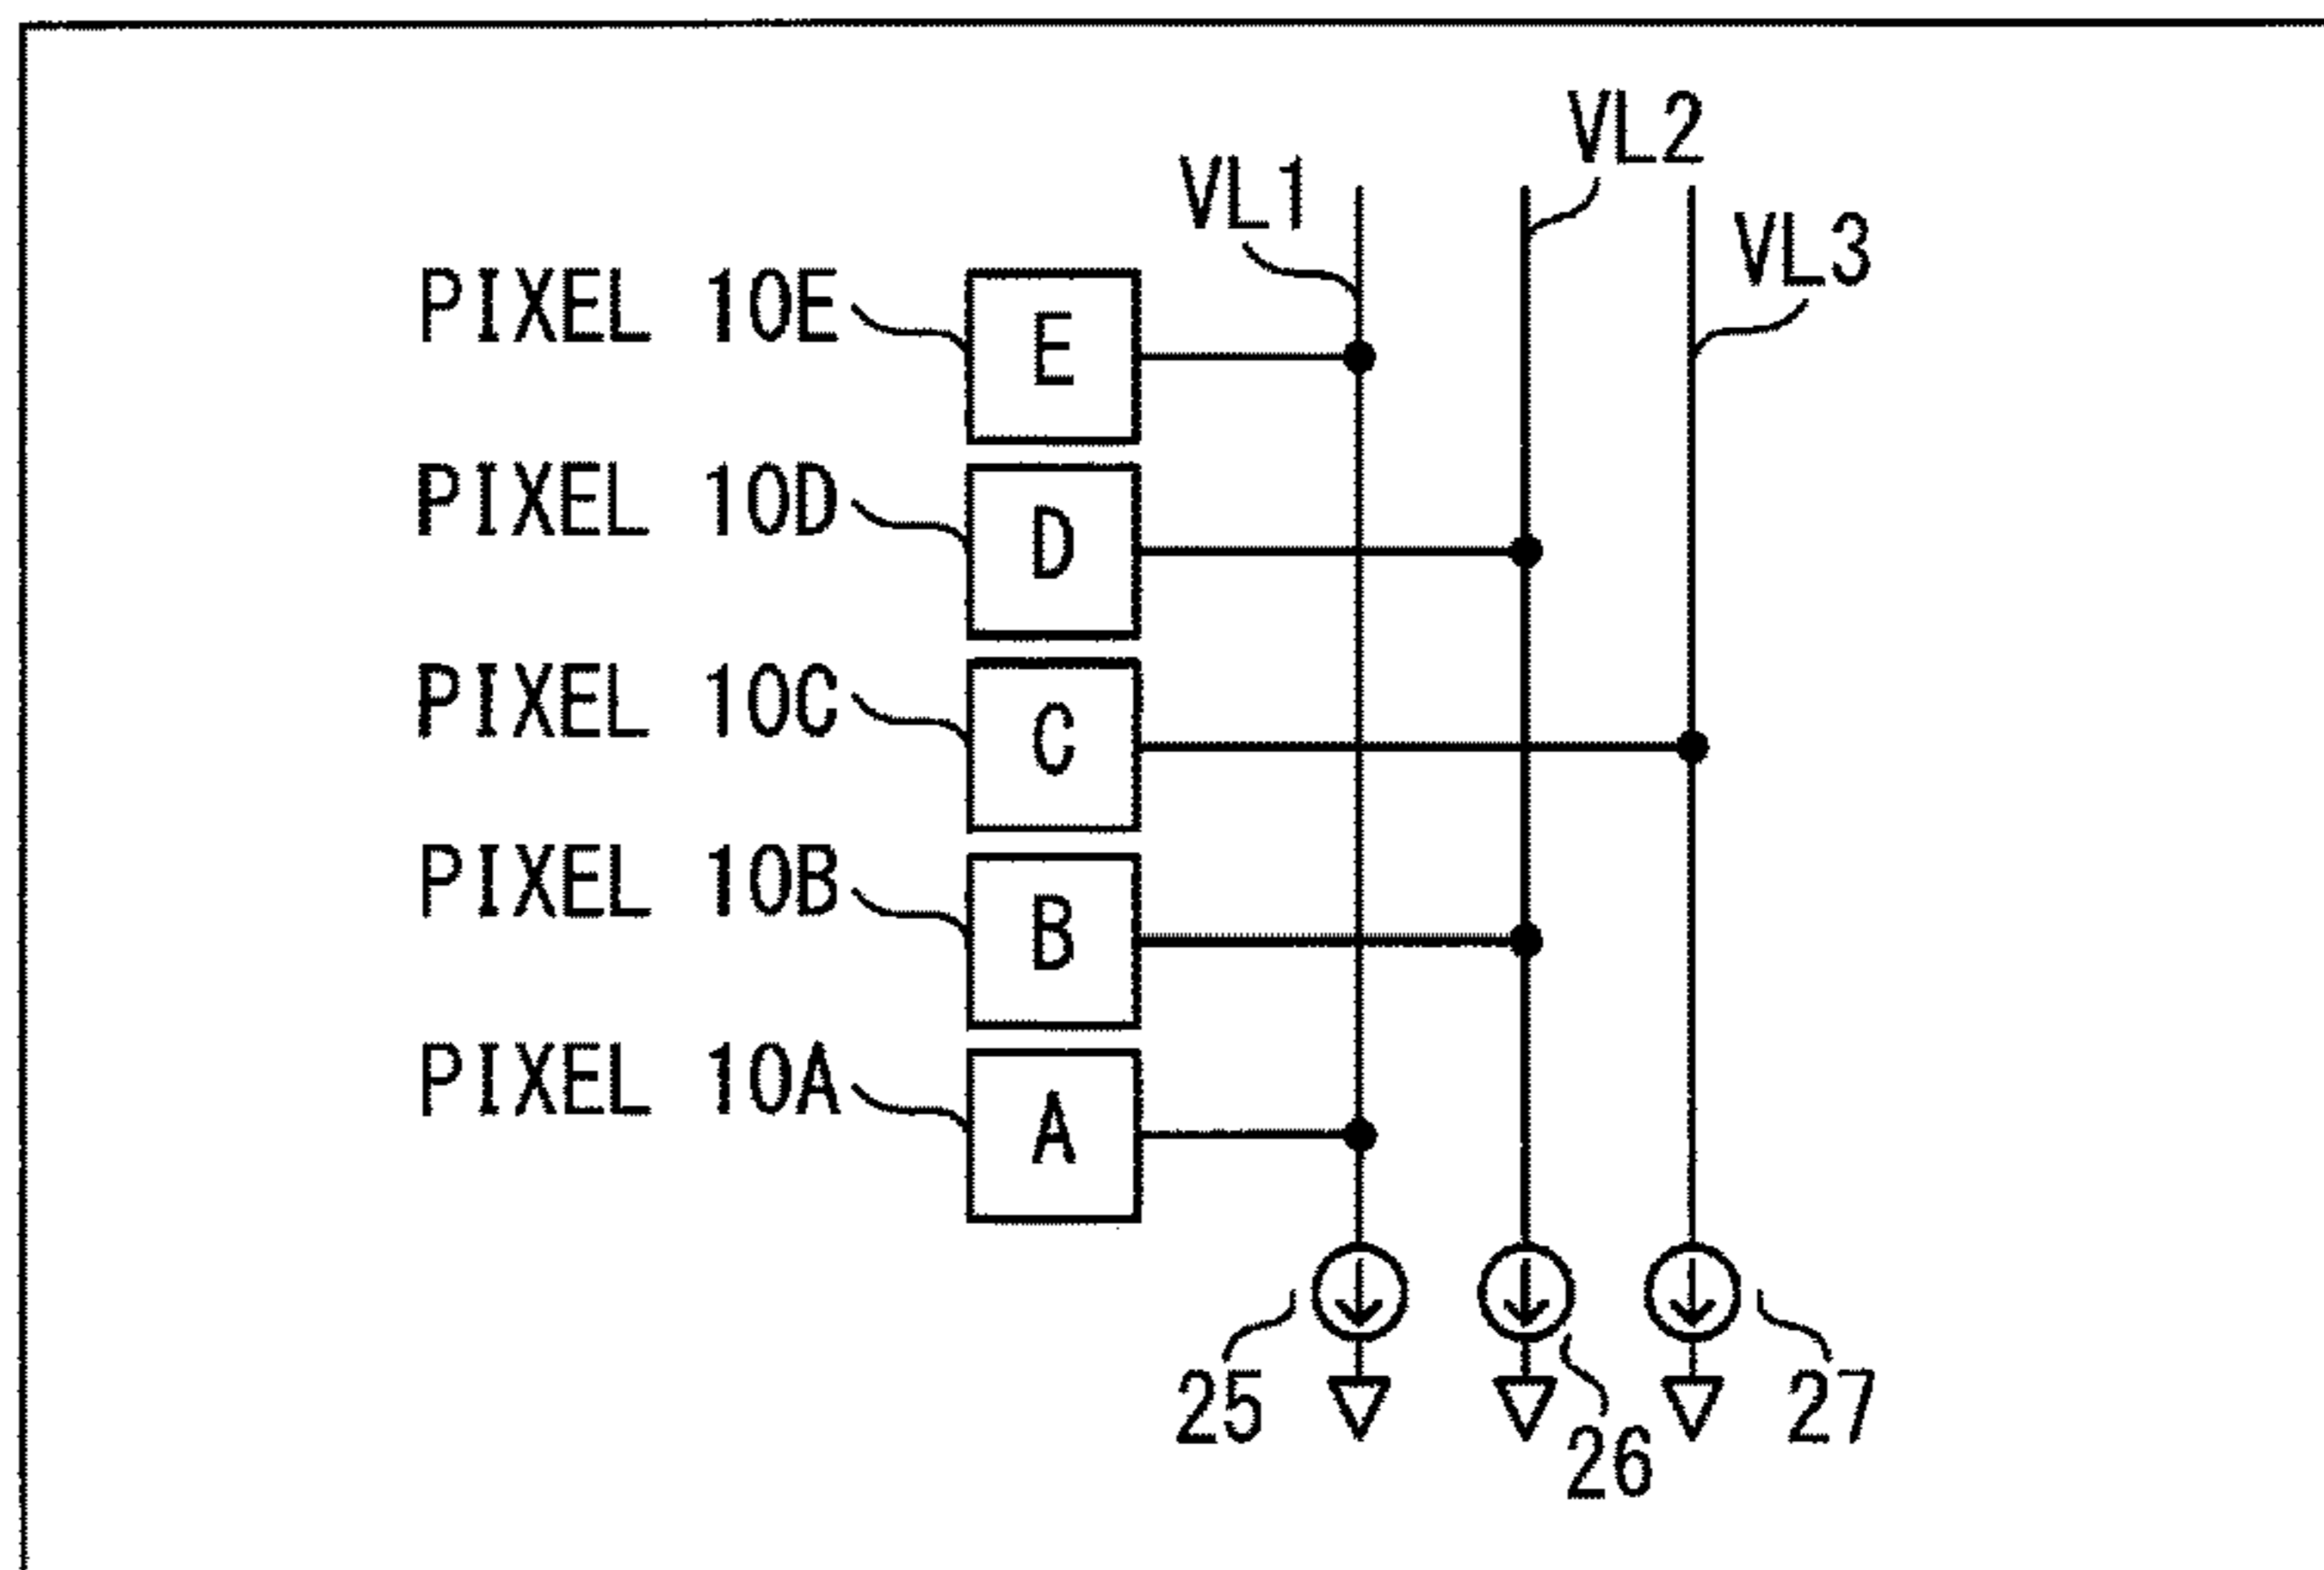 VL2
VL1
VL3
PIXEL 10E
E
PIXEL 10D
D
PIXEL 10C
C
PIXEL 10B
B
PIXEL 10A
A
25
26
27